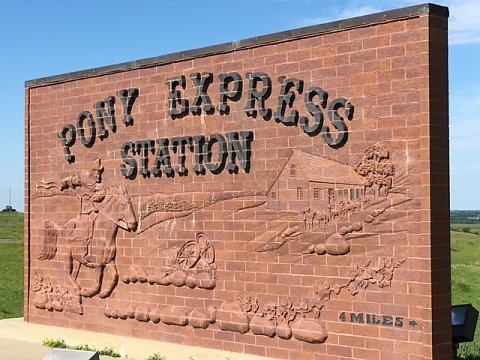 PONY EXPRESS
STATION
4 MILES →